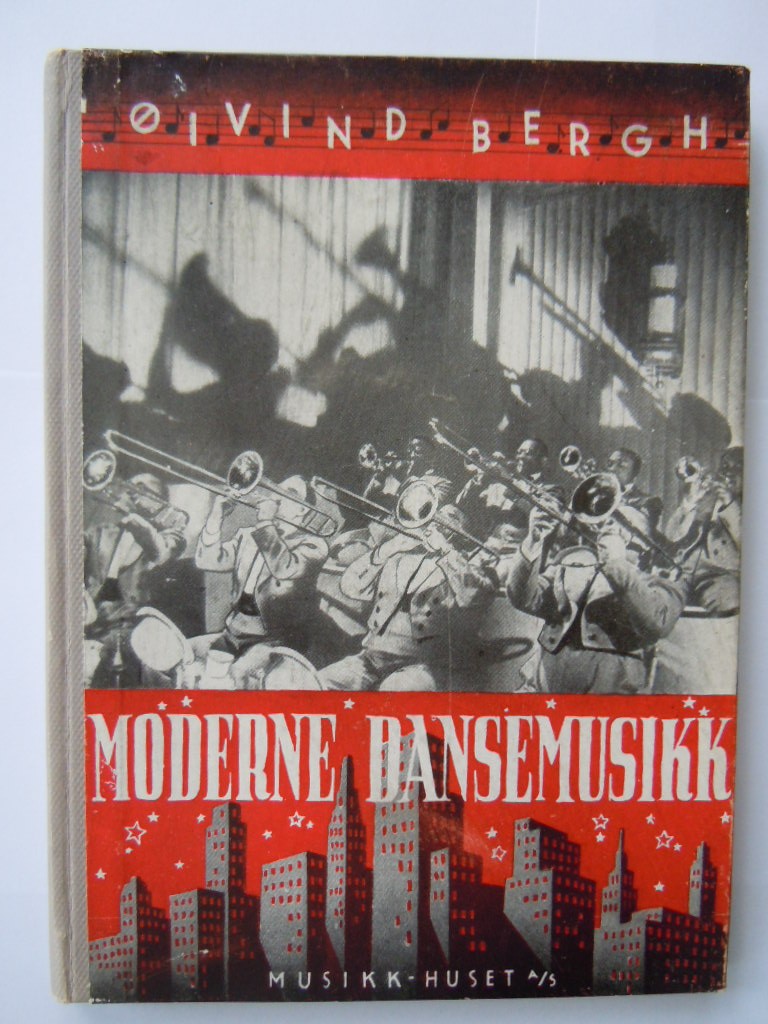 ØIVIND BERGH
MODERNE DANSEMUSIKK
MUSIKK-HUSET A/S